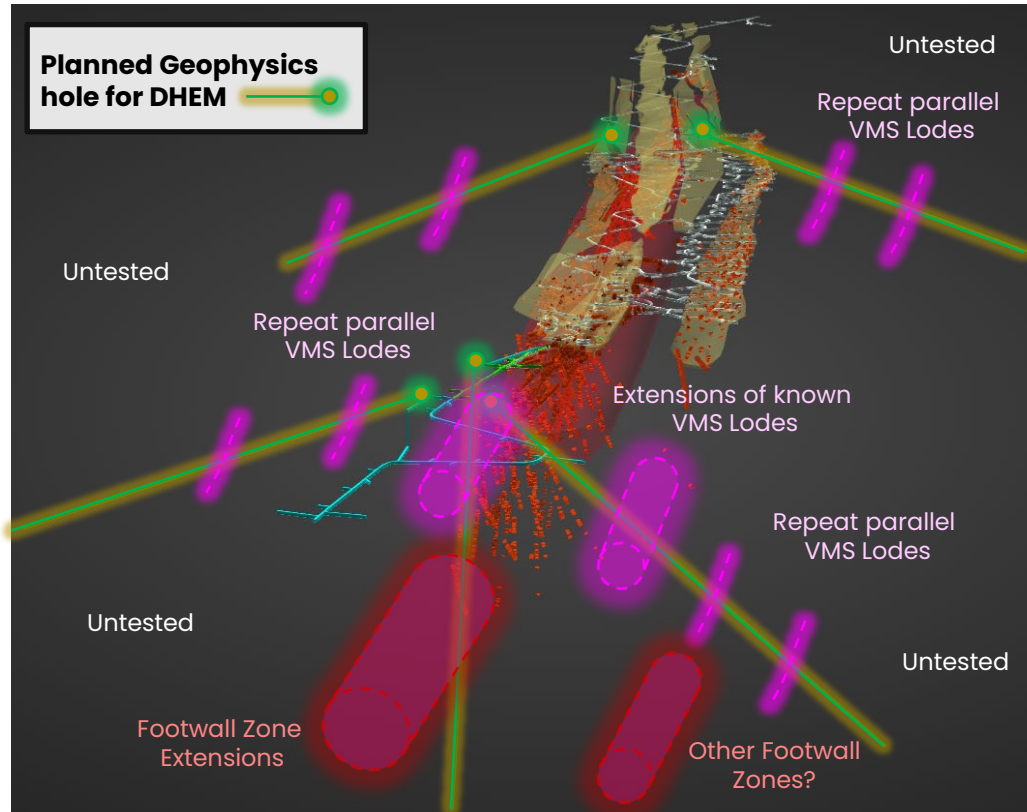 Planned Geophysics
hole for DHEM
Untested
Repeat parallel
VMS Lodes
Untested
Repeat parallel
VMS Lodes
Extensions of known
VMS Lodes
Repeat parallel
VMS Lodes
Untested
Untested
Footwall Zone
Extensions
Other Footwall
Zones?